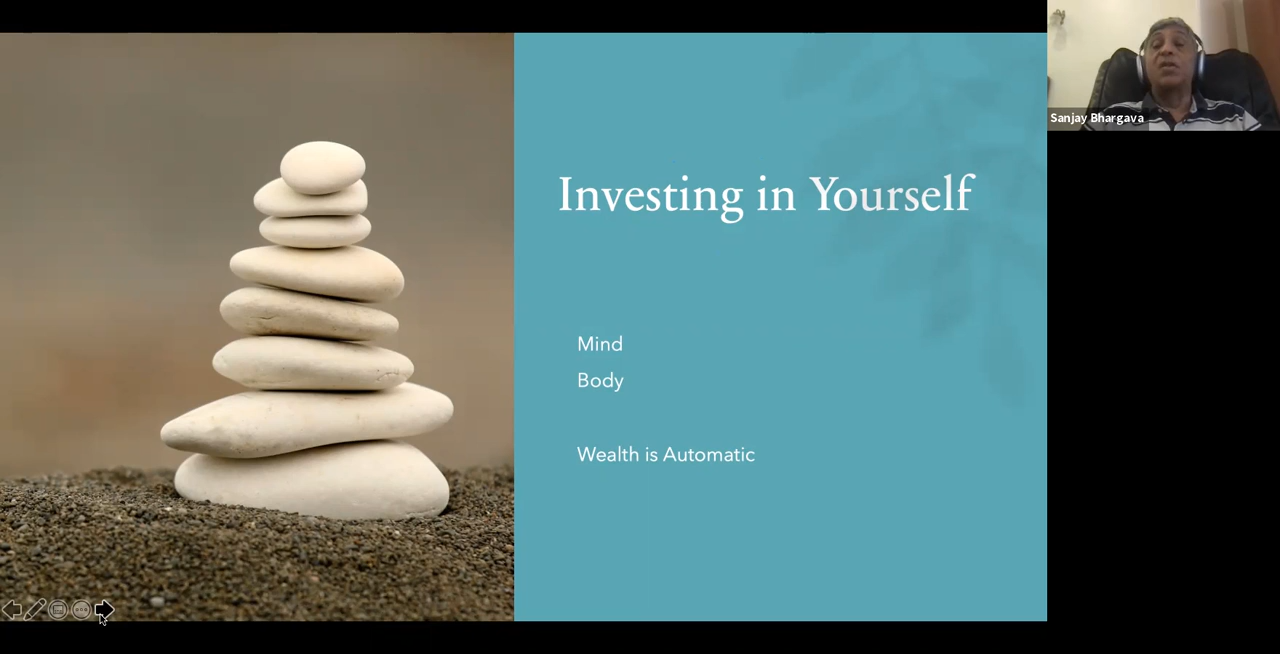 Investing in Yourself
Mind
Body
Wealth is Automatic
Sanjay Bhargava